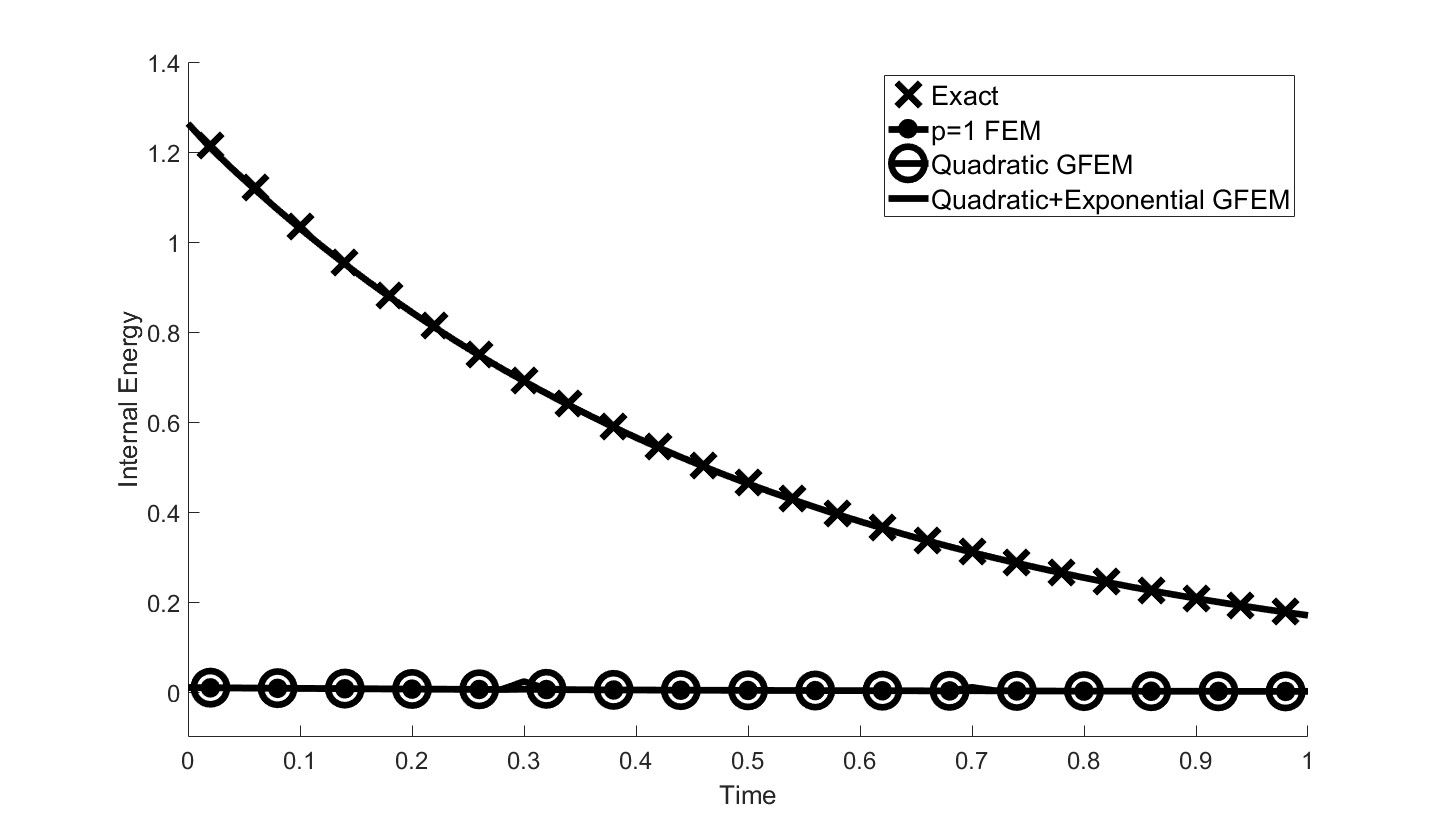 1.4
1.2
1
0.8
0.6
0.4
0.2
0
Internal Energy
Exact
p=1 FEM
Quadratic GFEM
Quadratic+Exponential GFEM
0 0.1 0.2 0.3 0.4 0.5 0.6 0.7 0.8 0.9 1
Time